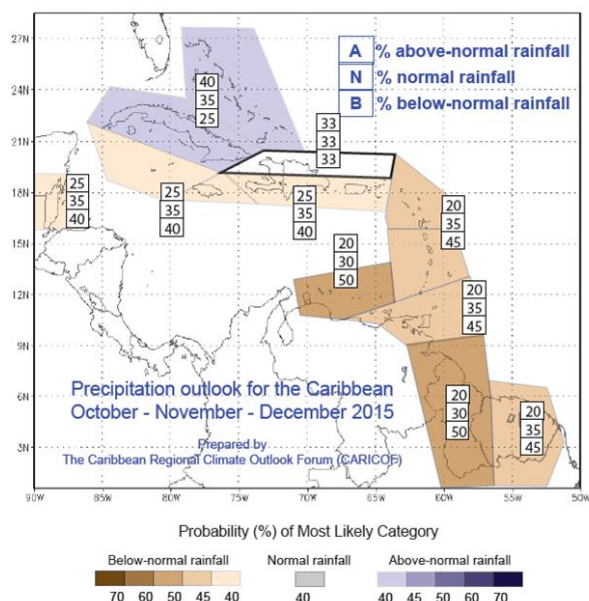 27N
24N
21N
18N
15N
12N
9N
6N
3N
90W
80W
75W
70W
65W
60W
55W
50W
A % above-normal rainfall
N % normal rainfall
B % below-normal rainfall
40
35
25
33
33
33
25
35
40
25
35
40
25
35
40
20
35
45
20
30
50
20
35
45
20
30
50
20
35
45
Precipitation outlook for the Caribbean
October - November - December 2015
Prepared by
The Caribbean Regional Climate Outlook Forum (CARICOF)
Probability (%) of Most Likely Category
Below-normal rainfall
70 60 50 45 40
Normal rainfall
40
Above-normal rainfall
40 45 50 60 70